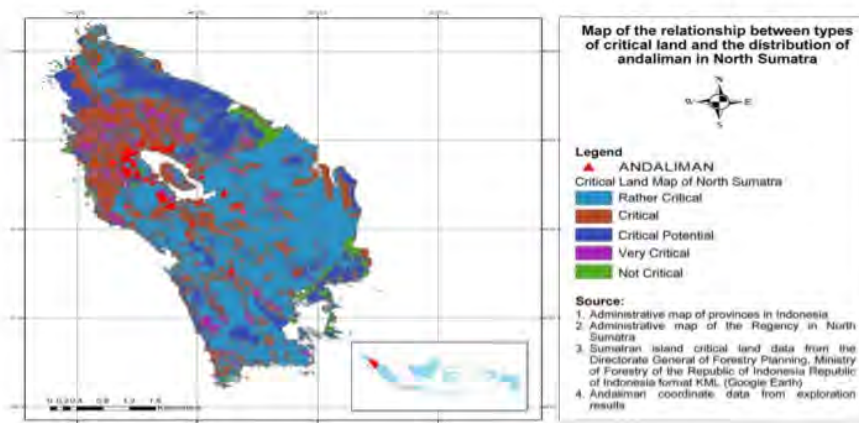 Map of the relationship between types
of critical land and the distribution of
andaliman in North Sumatra
N
W E
S
Legend
ANDALIMAN
Critical Land Map of North Sumatra
Rather Critical
Critical
Critical Potential
Very Critical
Not Critical
Source:
1. Administrative map of provinces in Indonesia
2. Administrative map of the Regency in North
Sumatra
3. Sumatran island critical land data from the
Directorate General of Forestry Planning, Ministry
of Forestry of the Republic of Indonesia Republic
of Indonesia format KML (Google Earth)
4. Andaliman coordinate data from exploration
results